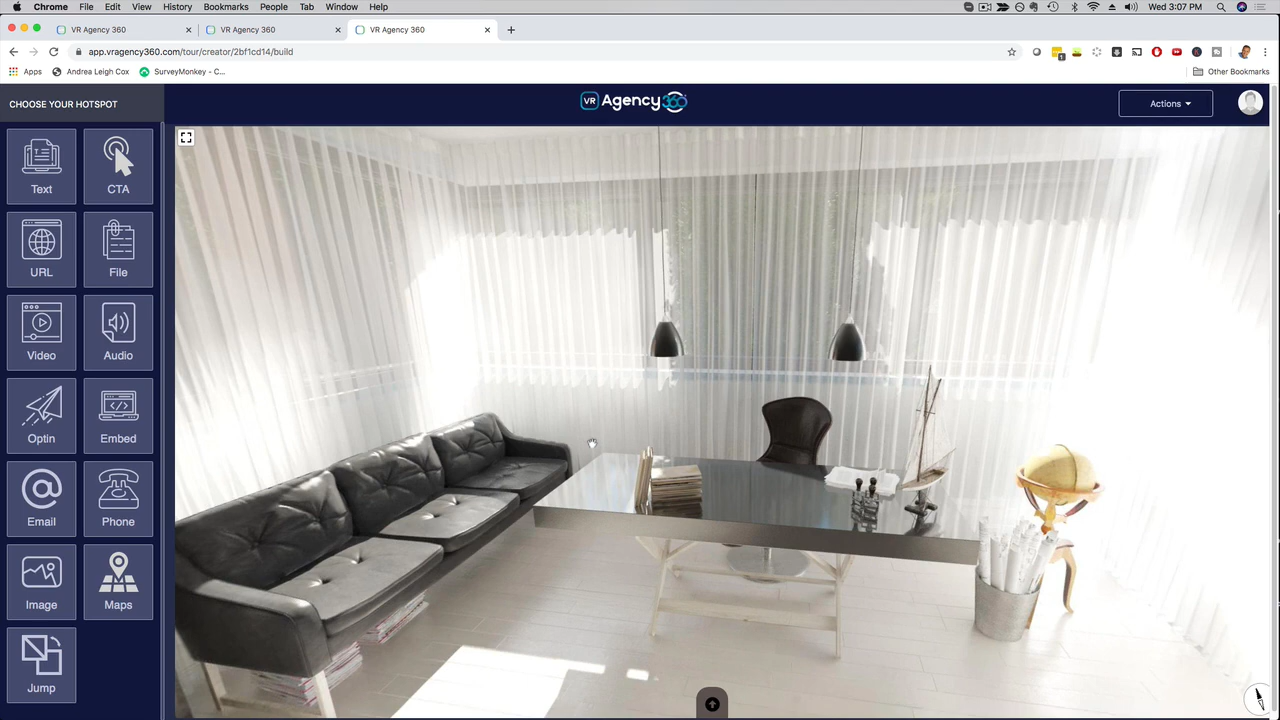 Chrome File Edit View History Bookmarks People Tab Window Help Wed 3:07 PM
VR Agency 360 VR Agency 360 VR Agency 360
app.vragency360.com/tour/creator/2bf1cd14/build
Apps Andrea Leigh Cox SurveyMonkey - C... Other Bookmarks
CHOOSE YOUR HOTSPOT
VR Agency360
Actions
Text CTA
URL File
Video Audio
Optin Embed
Email Phone
Image Maps
Jump